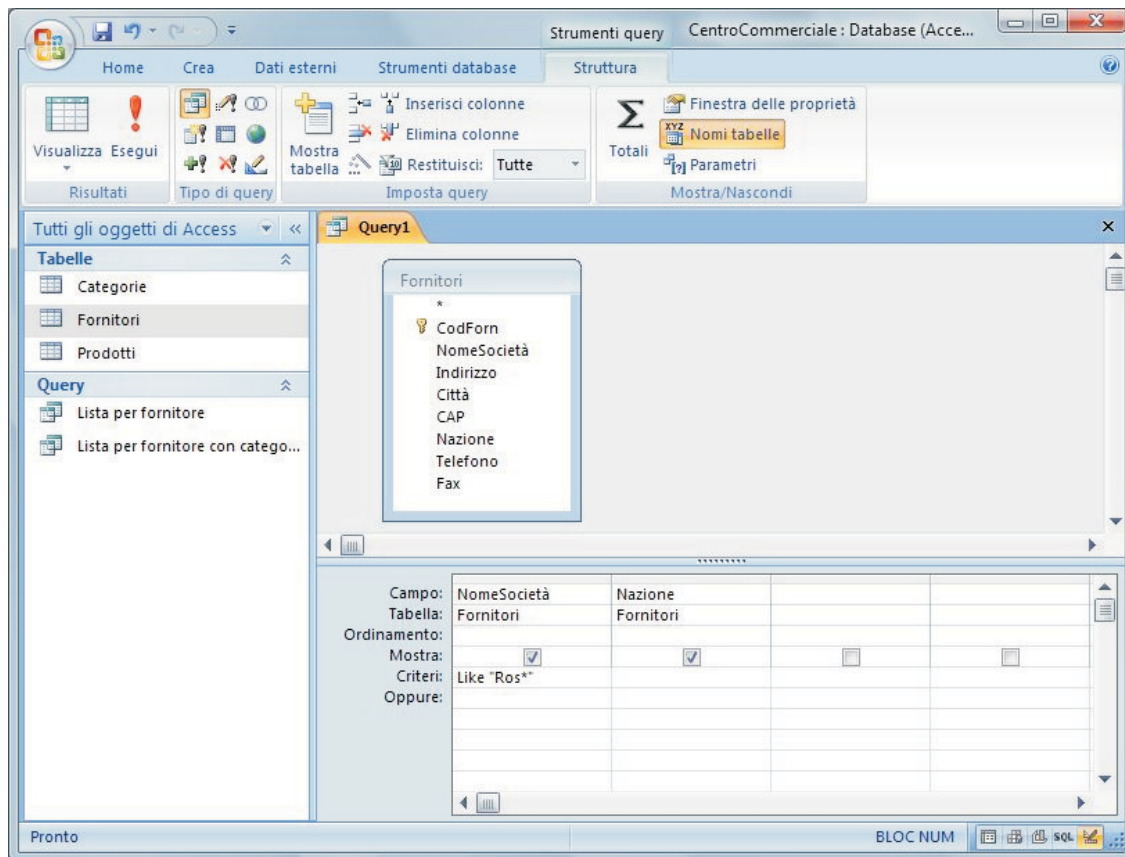 Strumenti query
CentroCommerciale : Database (Acce...
Home Crea Dati esterni Strumenti database Struttura
Visualizza
Esegui
Risultati
Tipo di query
Mostra tabella
Inserisci colonne
Elimina colonne
Restituisci: Tutte
Imposta query
Σ
Totali
Finestra delle proprietà
XYZ
Nomi tabelle
Parametri
Mostra/Nascondi
Tutti gli oggetti di Access
Tabelle
Categorie
Fornitori
Prodotti
Query
Lista per fornitore
Lista per fornitore con catego...
Query1
Fornitori
*
CodForn
NomeSocietà
Indirizzo
Città
CAP
Nazione
Telefono
Fax
Campo: NomeSocietà Nazione
Tabella: Fornitori Fornitori
Ordinamento:
Mostra:
Criteri: Like "Ros*"
Oppure:
Pronto
BLOC NUM
SQL